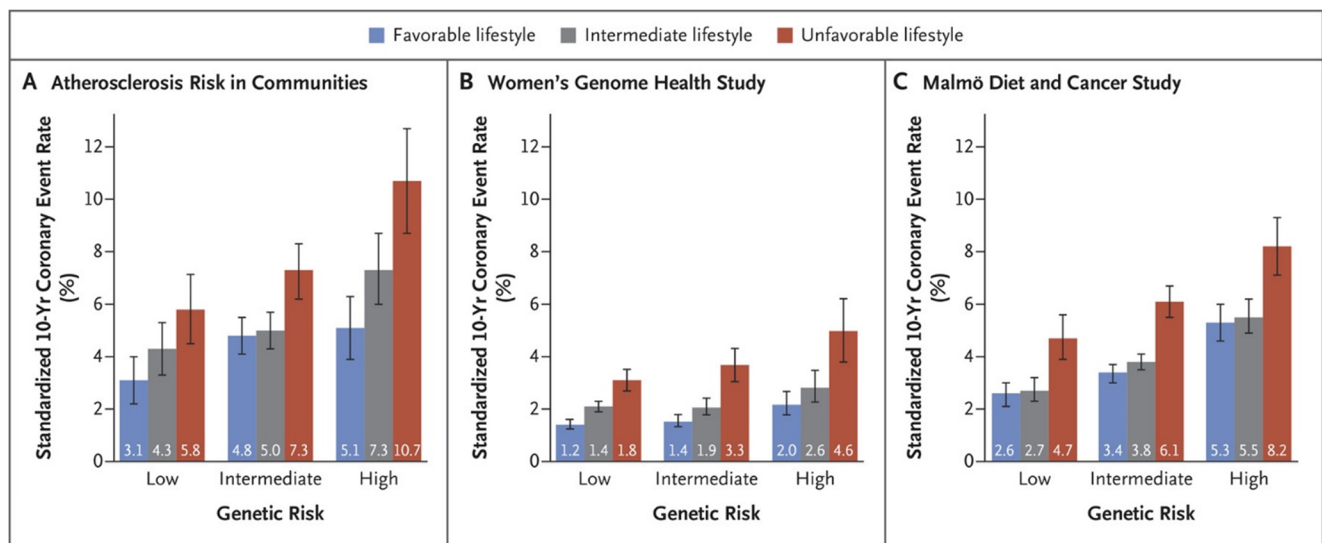 Favorable lifestyle Intermediate lifestyle Unfavorable lifestyle
A Atherosclerosis Risk in Communities
Standardized 10-Yr Coronary Event Rate
(%)
12
10
8
6
4
2
0
3.1 4.3 5.8 4.8 5.0 7.3 5.1 7.3 10.7
Low Intermediate High
Genetic Risk
B Women's Genome Health Study
Standardized 10-Yr Coronary Event Rate
(%)
12
10
8
6
4
2
0
1.2 1.4 1.8 1.4 1.9 3.3 2.0 2.6 4.6
Low Intermediate High
Genetic Risk
C Malmö Diet and Cancer Study
Standardized 10-Yr Coronary Event Rate
(%)
12
10
8
6
4
2
0
2.6 2.7 4.7 3.4 3.8 6.1 5.3 5.5 8.2
Low Intermediate High
Genetic Risk